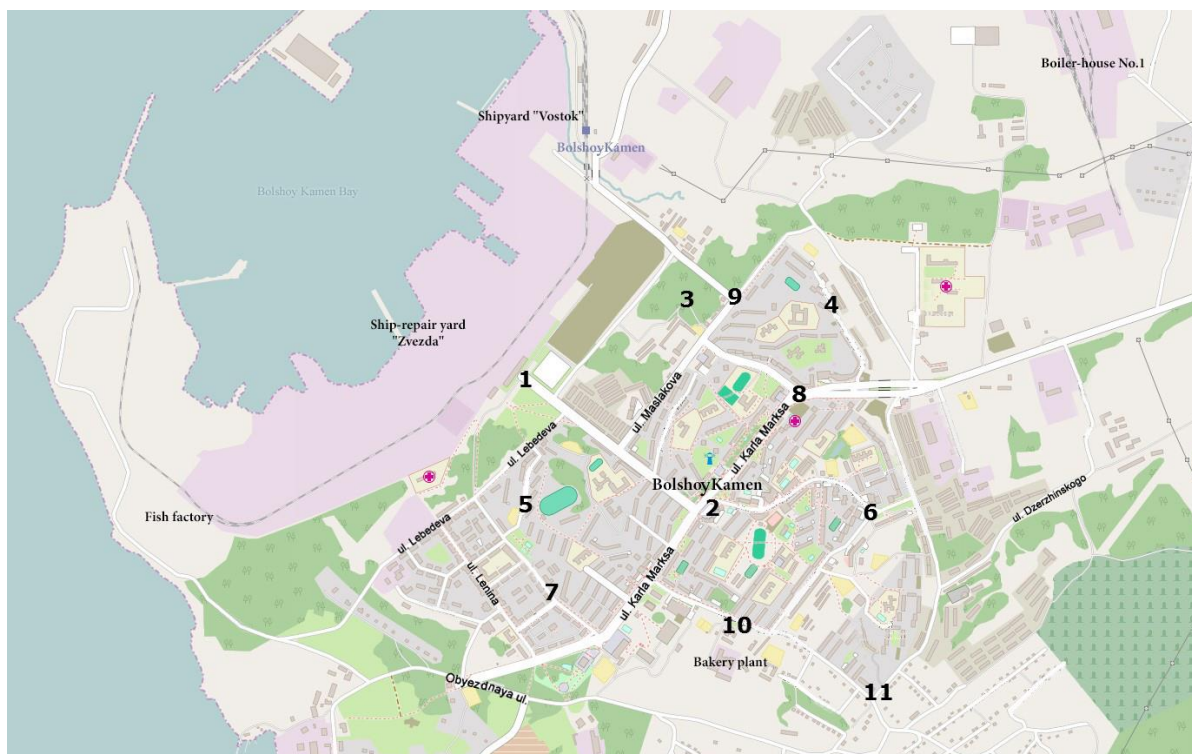 Boiler-house No.1
Shipyard "Vostok"
BolshoyKamen
Bolshoy Kamen Bay
3
9
4
Ship-repair yard
"Zvezda"
1
ul. Maslakova
8
ul. Karla Marksa
ul. Lebedeva
BolshoyKamen
5
2
6
ul. Dzerzhinskogo
Fish factory
ul. Lebedeva
ul. Lenina
7
ul. Karla Marksa
10
Bakery plant
Obyezdnaya ul.
11